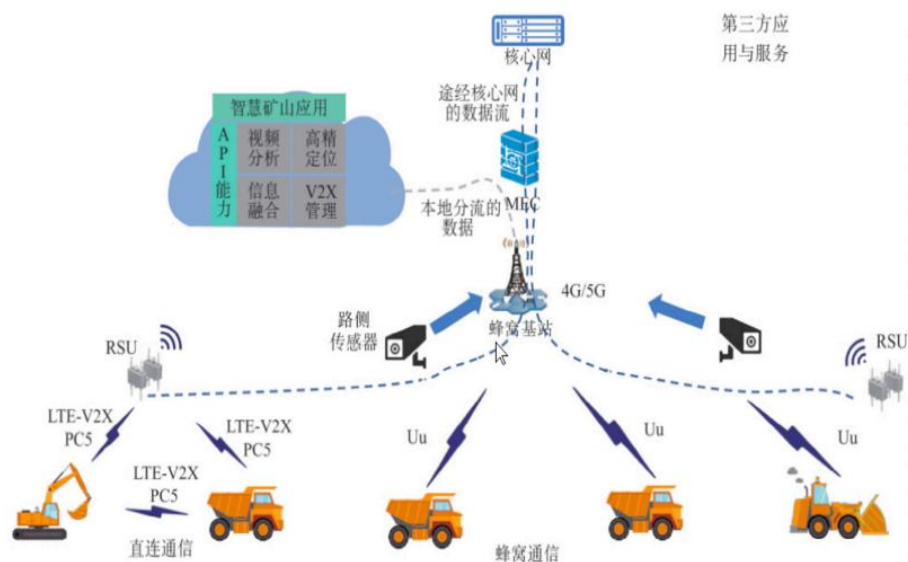 第三方应
用与服务
核心网
途经核心网
的数据流
智慧矿山应用
API能力
视频
分析
高精
定位
信息
融合
V2X
管理
MEC
本地分流的
数据
4G/5G
蜂窝基站
路侧
传感器
RSU
RSU
LTE-V2X
PC5
LTE-V2X
PC5
LTE-V2X
PC5
Uu
Uu
Uu
直连通信
蜂窝通信